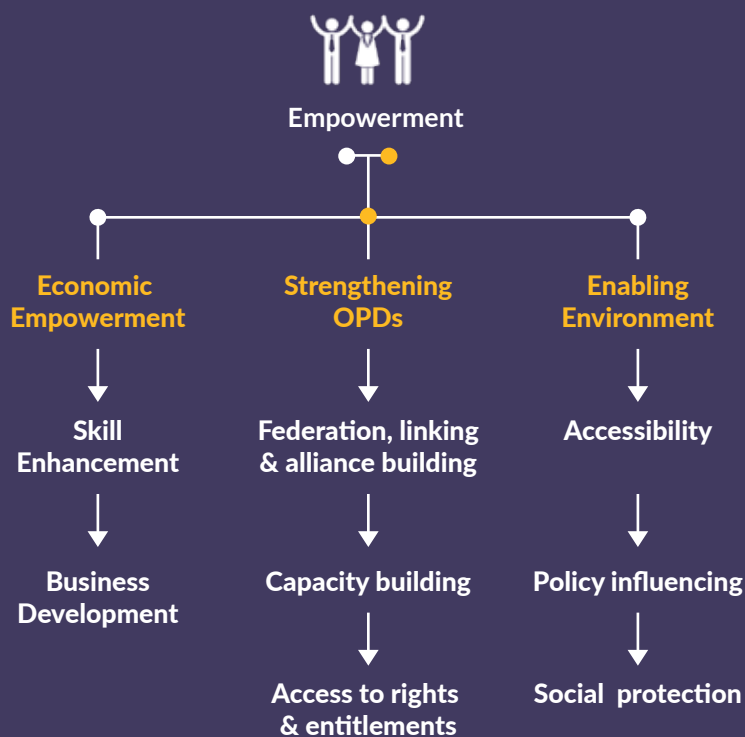 Empowerment
Economic
Empowerment
Strengthening
OPDs
Enabling
Environment
Skill
Enhancement
Federation, linking
& alliance building
Accessibility
Business
Development
Capacity building
Policy influencing
Access to rights
& entitlements
Social protection